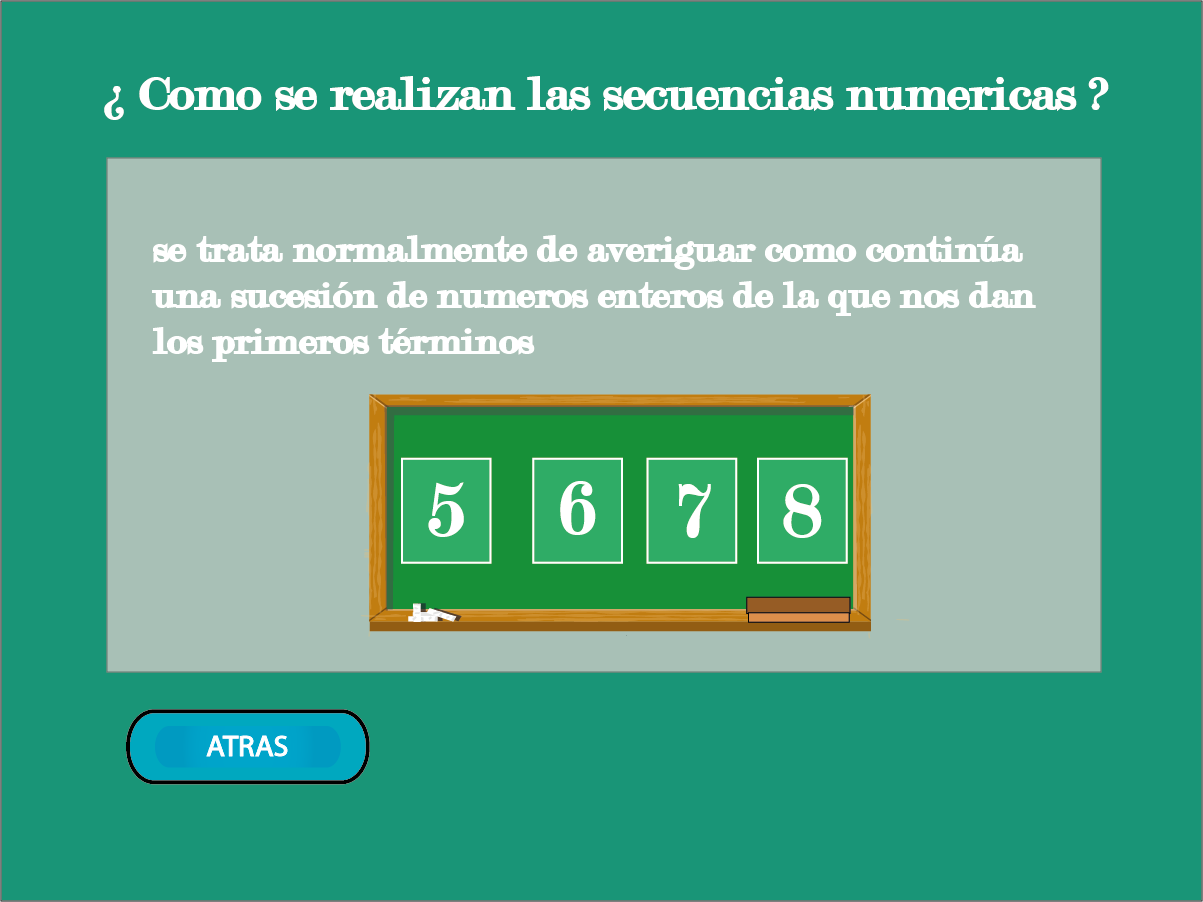 ¿ Como se realizan las secuencias numericas ?
se trata normalmente de averiguar como continúa
una sucesión de numeros enteros de la que nos dan
los primeros términos
5 6 7 8
ATRAS